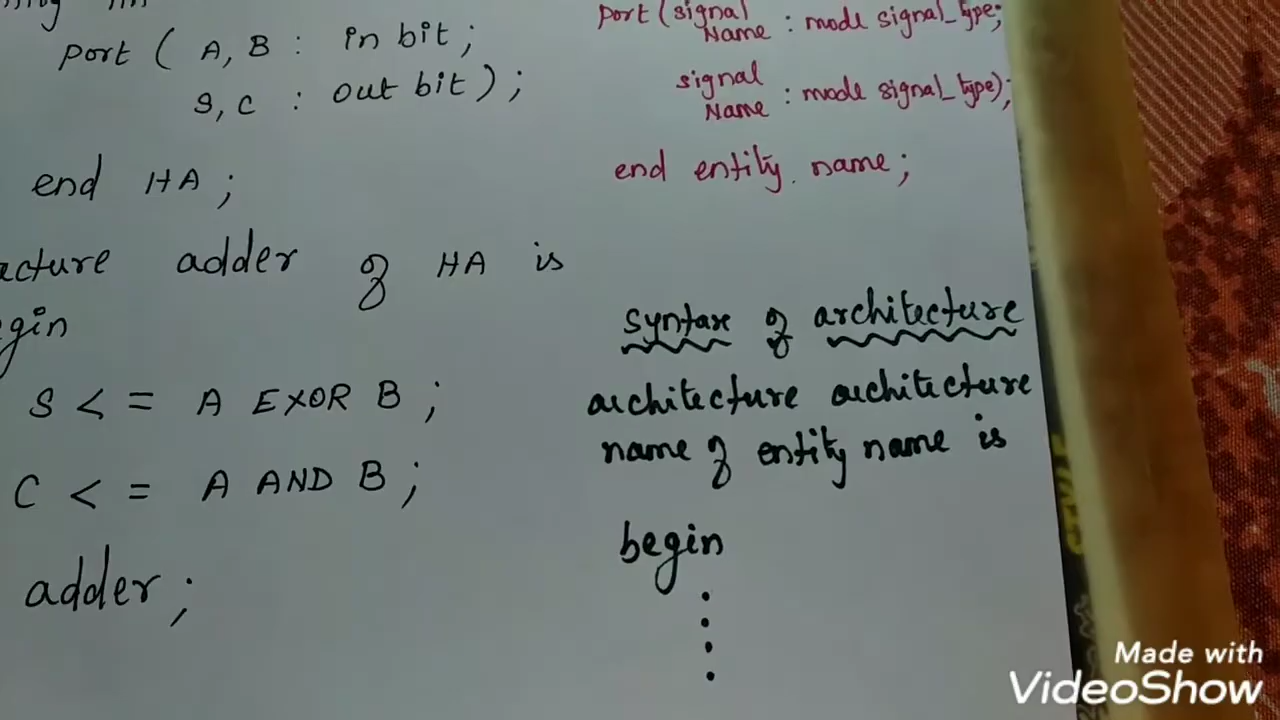 port ( A, B : in bit ;
S, C : out bit ) ;
end HA ;
adder of HA is
S < = A EXOR B ;
C < = A AND B ;
adder ;
port (signal
Name : mode signal_type;
signal
Name : mode signal_type);
end entity name ;
syntax of architecture
architecture architecture
name of entity name is
begin
Made with
VideoShow